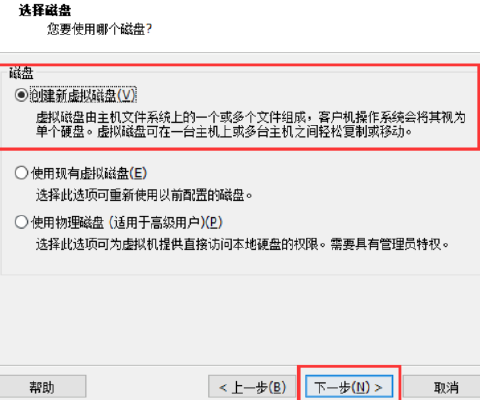 选择磁盘
您要使用哪个磁盘?
磁盘
创建新虚拟磁盘(V)
虚拟磁盘由主机文件系统上的一个或多个文件组成，客户机操作系统会将其视为
单个硬盘。虚拟磁盘可在一台主机上或多台主机之间轻松复制或移动。
使用现有虚拟磁盘(E)
选择此选项可重新使用以前配置的磁盘。
使用物理磁盘 (适用于高级用户)(P)
选择此选项可为虚拟机提供直接访问本地硬盘的权限。需要具有管理员特权。
帮助
< 上一步(B)
下一步(N) >
取消